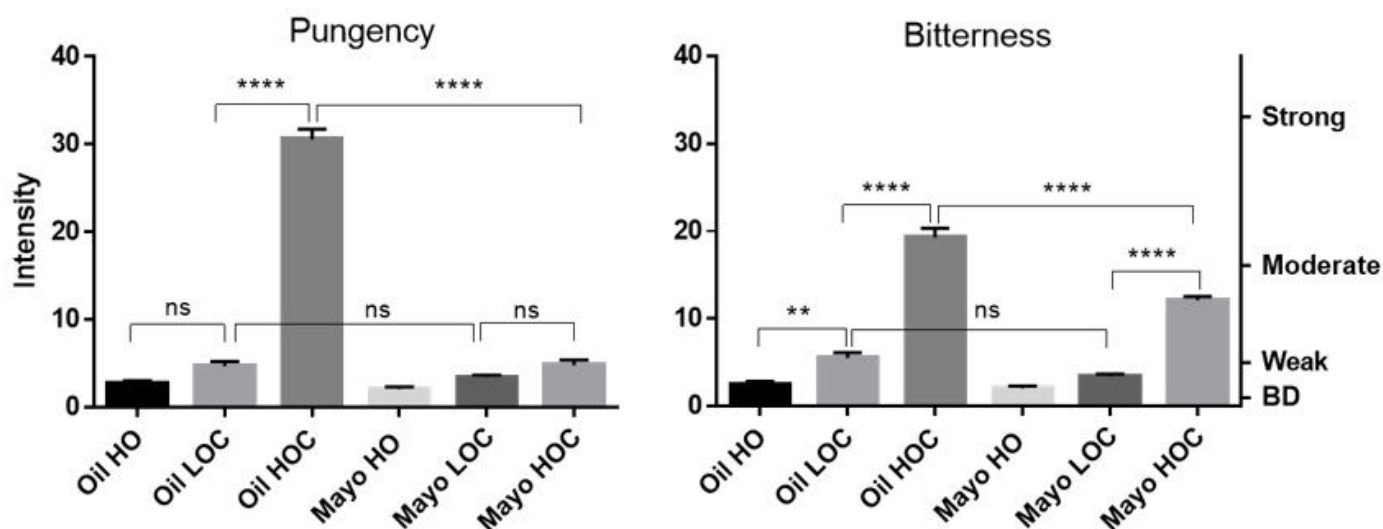 Pungency
Intensity
40
30
20
10
0
****
****
ns
ns
ns
Oil HO
Oil LOC
Oil HOC
Mayo HO
Mayo LOC
Mayo HOC
Bitterness
40
30
20
10
0
****
****
****
**
ns
Strong
Moderate
Weak
BD
Oil HO
Oil LOC
Oil HOC
Mayo HO
Mayo LOC
Mayo HOC